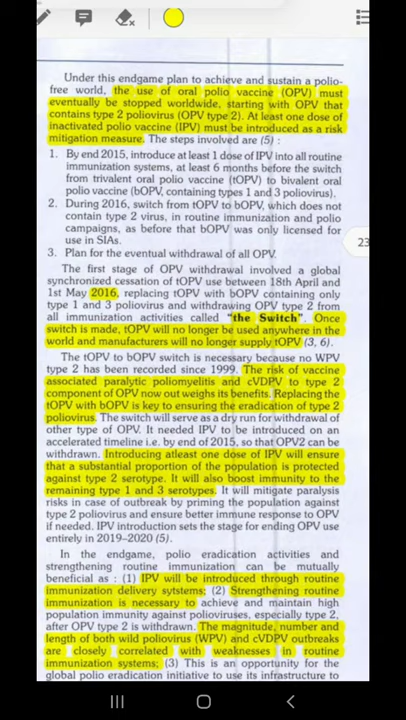 Under this endgame plan to achieve and sustain a polio-
free world, the use of oral polio vaccine (OPV) must
eventually be stopped worldwide, starting with OPV that
contains type 2 poliovirus (OPV type 2). At least one dose of
inactivated polio vaccine (IPV) must be introduced as a risk
mitigation measure. The steps involved are (5) :
1. By end 2015, introduce at least 1 dose of IPV into all routine
immunization systems, at least 6 months before the switch
from trivalent oral polio vaccine (tOPV) to bivalent oral
polio vaccine (bOPV, containing types 1 and 3 poliovirus).
2. During 2016, switch from tOPV to bOPV, which does not
contain type 2 virus, in routine immunization and polio
campaigns, as before that bOPV was only licensed for
use in SIAs.
23
3. Plan for the eventual withdrawal of all OPV.
The first stage of OPV withdrawal involved a global
synchronized cessation of tOPV use between 18th April and
1st May 2016, replacing tOPV with bOPV containing only
type 1 and 3 poliovirus and withdrawing OPV type 2 from
all immunization activities called "the Switch". Once
switch is made, tOPV will no longer be used anywhere in the
world and manufacturers will no longer supply tOPV (3, 6).
The tOPV to bOPV switch is necessary because no WPV
type 2 has been recorded since 1999. The risk of vaccine
associated paralytic poliomyelitis and cVDPV to type 2
component of OPV now out weighs its benefits. Replacing the
tOPV with bOPV is key to ensuring the eradication of type 2
poliovirus. The switch will serve as a dry run for withdrawal of
other type of OPV. It needed IPV to be introduced on an
accelerated timeline i.e. by end of 2015, so that OPV2 can be
withdrawn. Introducing atleast one dose of IPV will ensure
that a substantial proportion of the population is protected
against type 2 serotype. It will also boost immunity to the
remaining type 1 and 3 serotypes. It will mitigate paralysis
risks in case of outbreak by priming the population against
type 2 poliovirus and ensure better immune response to OPV
if needed. IPV introduction sets the stage for ending OPV use
entirely in 2019-2020 (5).
In the endgame, polio eradication activities and
strengthening routine immunization can be mutually
beneficial as : (1) IPV will be introduced through routine
immunization delivery sytstems; (2) Strengthening routine
immunization is necessary to achieve and maintain high
population immunity against polioviruses, especially type 2,
after OPV type 2 is withdrawn. The magnitude, number and
length of both wild poliovirus (WPV) and cVDPV outbreaks
are closely correlated with weaknesses in routine
immunization systems; (3) This is an opportunity for the
global polio eradication initiative to use its infrastructure to